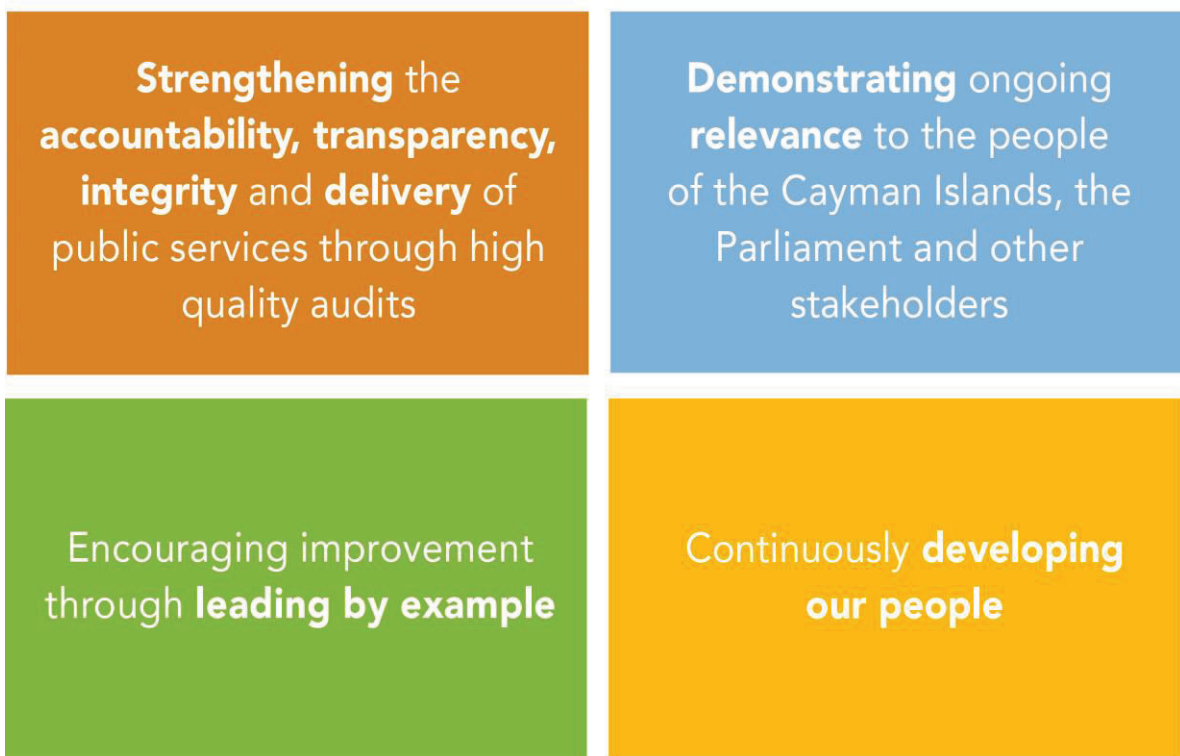 Strengthening the
accountability, transparency,
integrity and delivery of
public services through high
quality audits
Demonstrating ongoing
relevance to the people
of the Cayman Islands, the
Parliament and other
stakeholders
Encouraging improvement
through leading by example
Continuously developing
our people